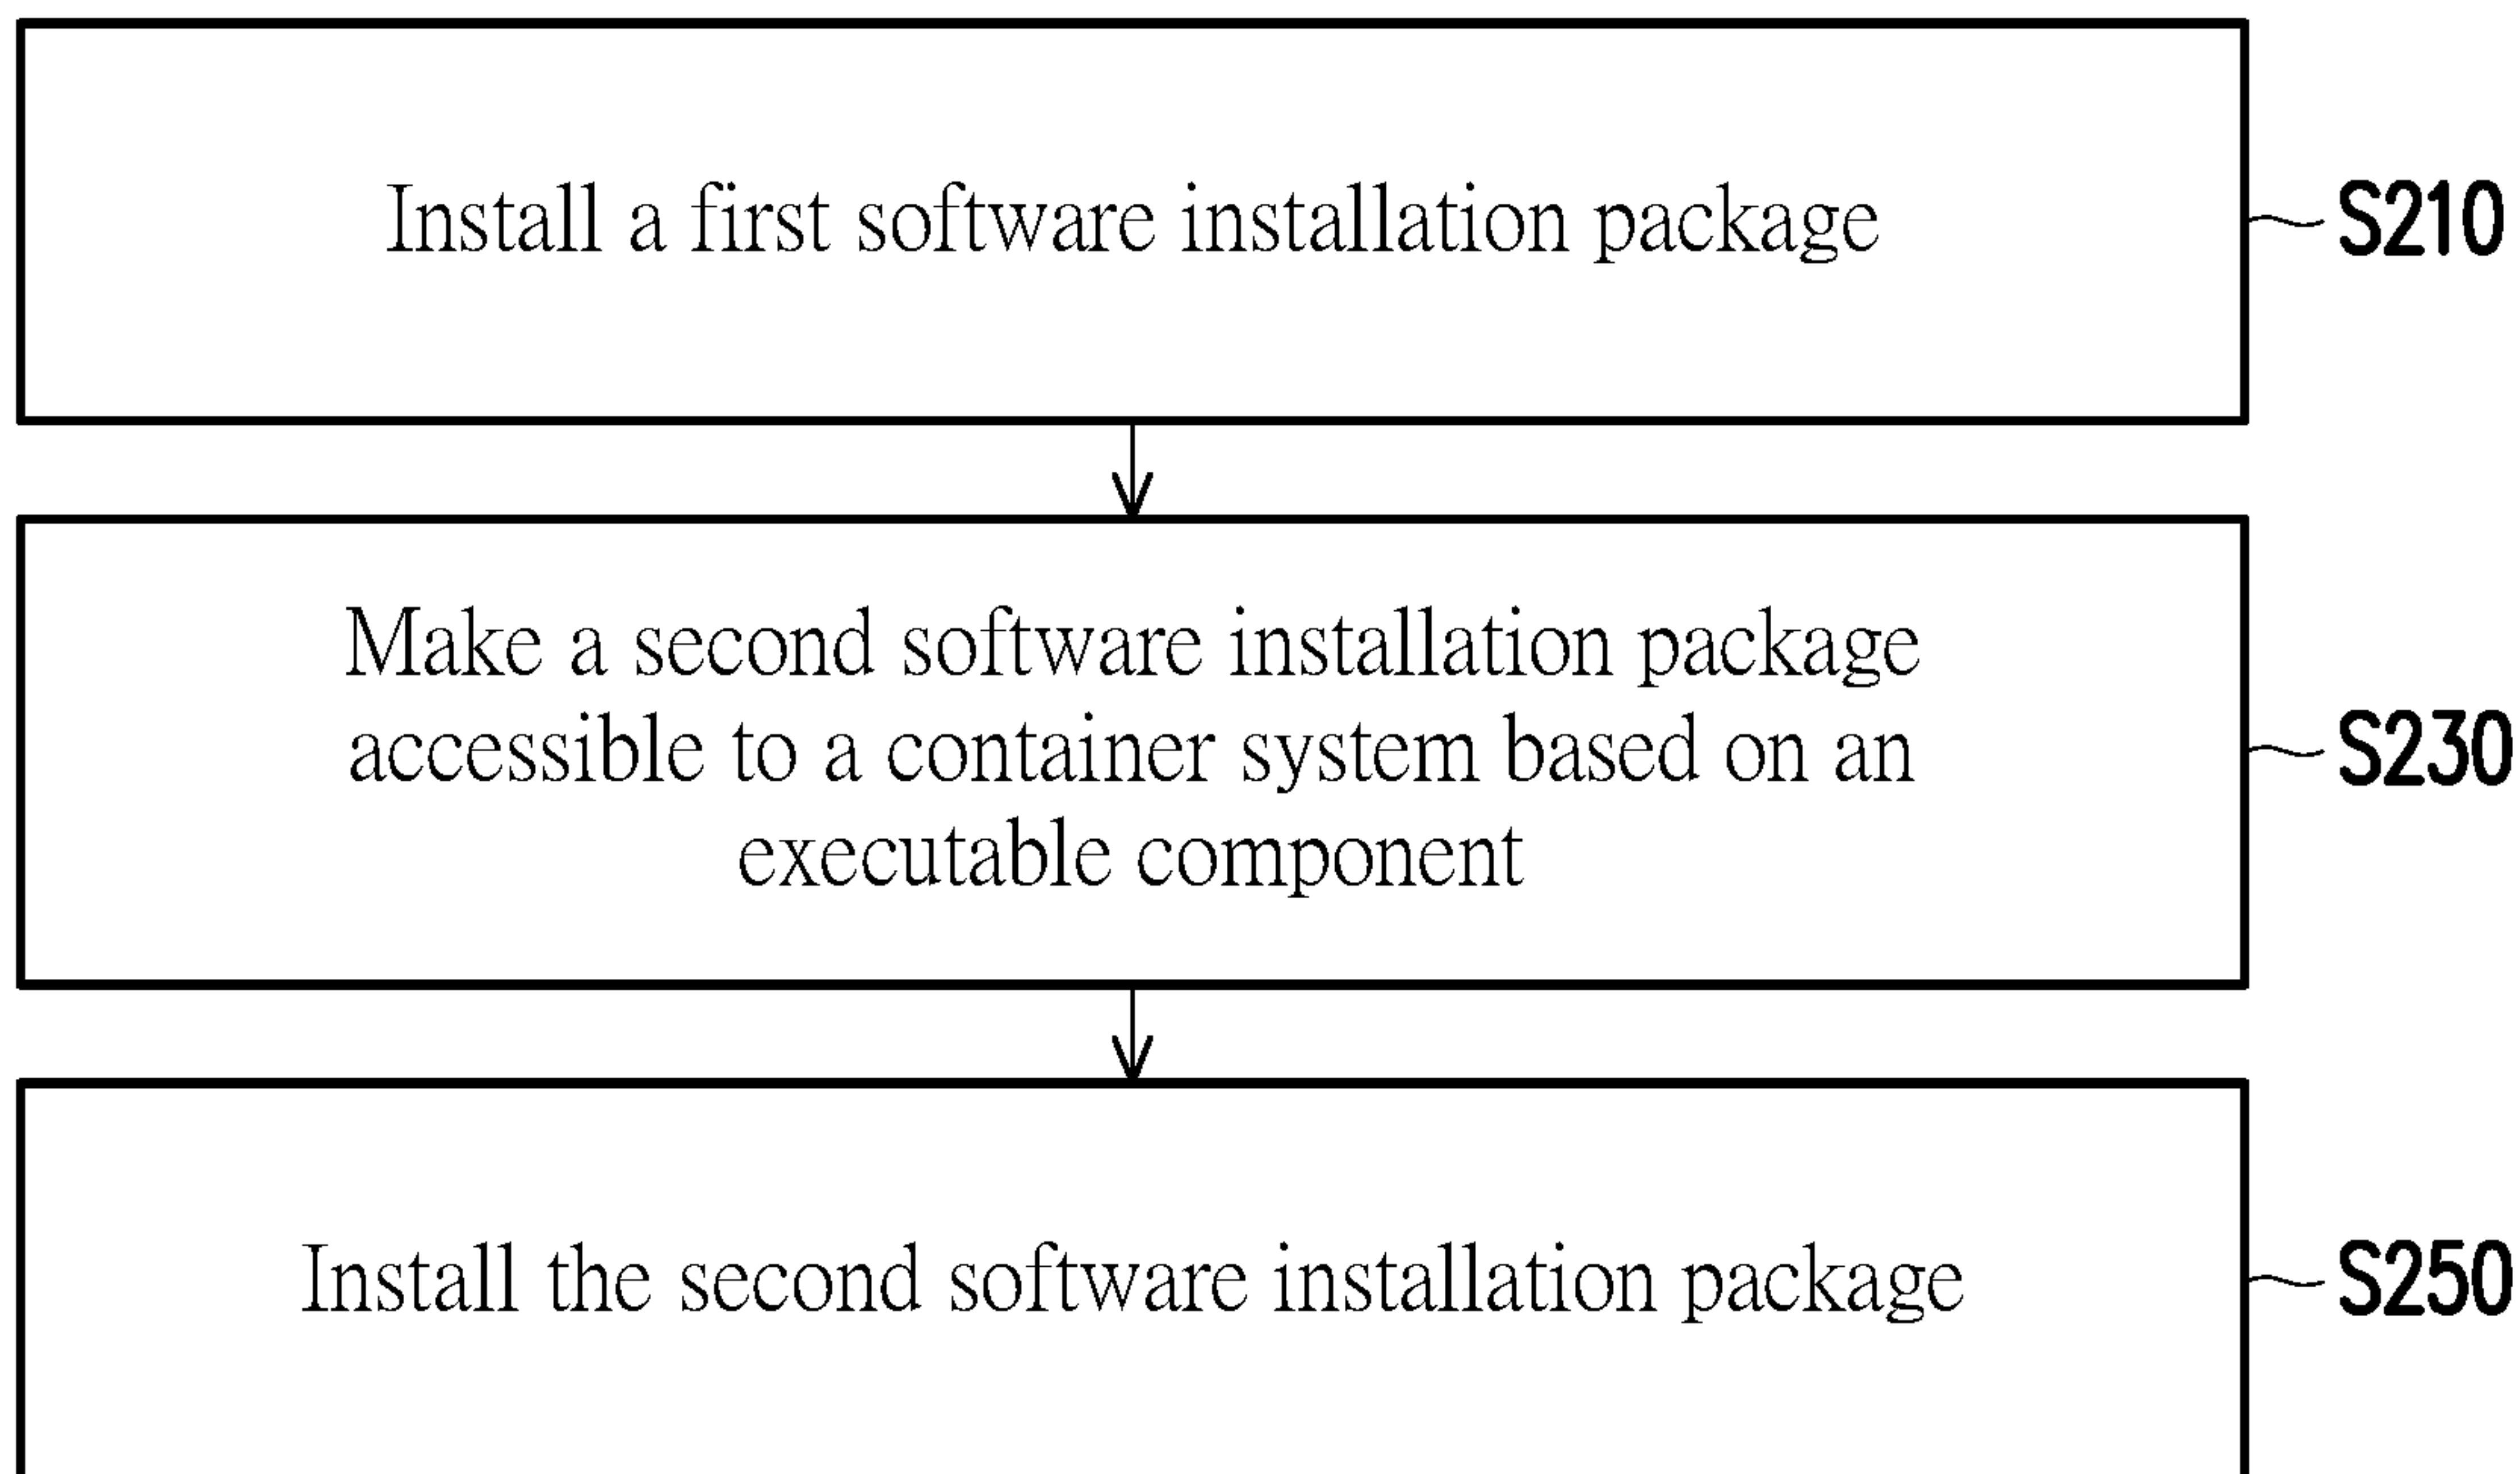 Install a first software installation package
S210
Make a second software installation package
accessible to a container system based on an
executable component
S230
Install the second software installation package
S250